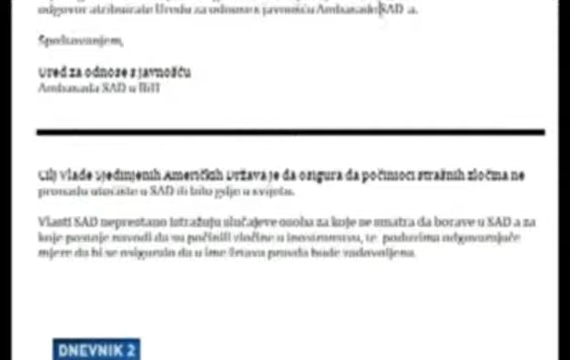 odgovor atribuirate Uredu za odnose s javnošću Ambasade SAD-a.
S poštovanjem,
Ured za odnose s javnošću
Ambasada SAD u BiH
Cilj Vlade Sjedinjenih Američkih Država je da osigura da počinioci strašnih zločina ne
pronađu utočište u SAD ili bilo gdje u svijetu.
Vlasti SAD neprestano istražuju slučajeve osoba za koje se smatra da borave u SAD a za
koje postoje navodi da su počinili zločine u inostranstvu, te poduzima odgovarajuće
mjere da bi se osiguralo da u ime žrtava pravda bude zadovoljena.
DNEVNIK 2